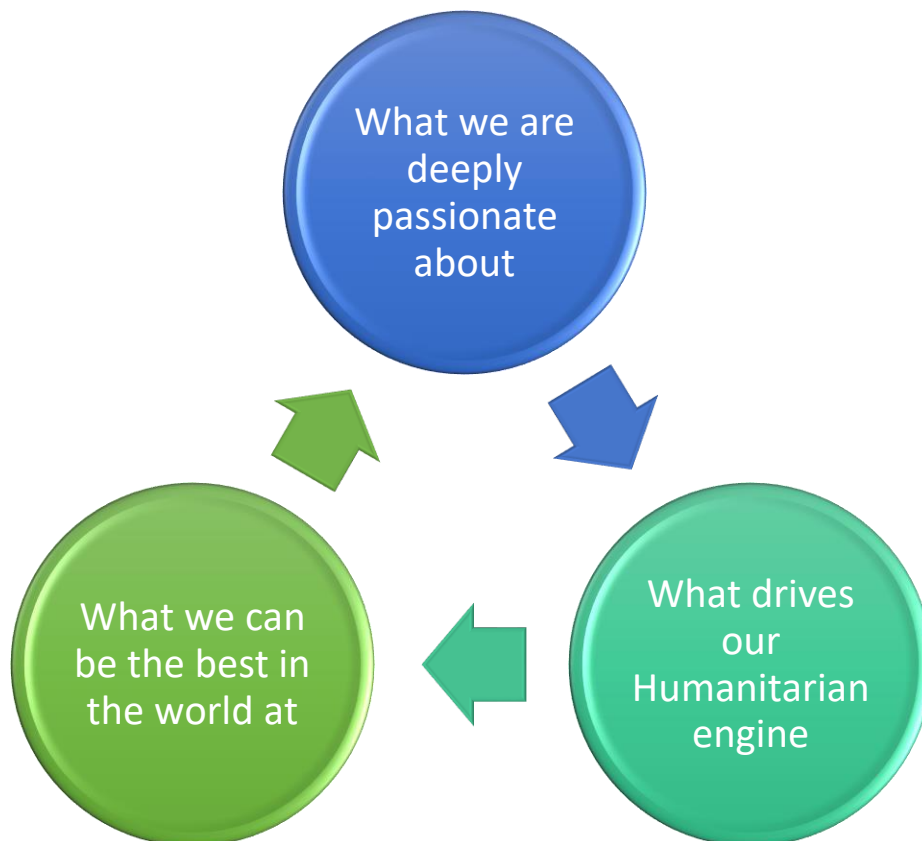 What we are
deeply
passionate
about
What drives
our
Humanitarian
engine
What we can
be the best in
the world at